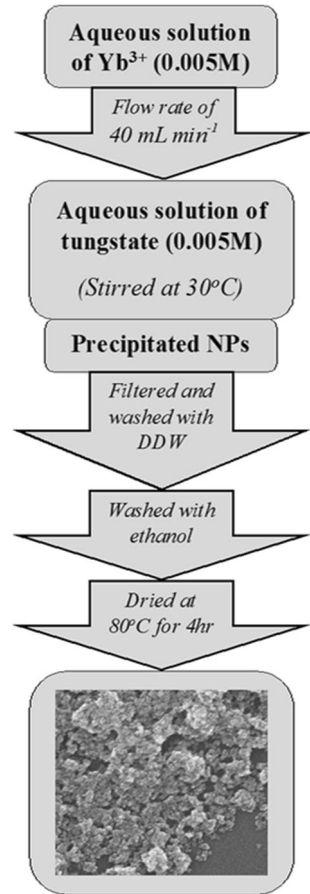 Aqueous solution
of Yb³⁺ (0.005M)
Flow rate of
40 mL min⁻¹
Aqueous solution of
tungstate (0.005M)
(Stirred at 30°C)
Precipitated NPs
Filtered and
washed with
DDW
Washed with
ethanol
Dried at
80°C for 4hr